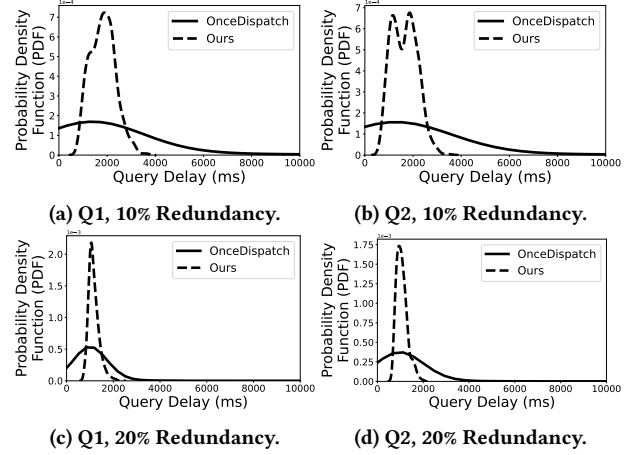 1e-4
Probability Density
Function (PDF)
7
6
5
4
3
2
1
0
OnceDispatch
Ours
0 2000 4000 6000 8000 10000
Query Delay (ms)
(a) Q1, 10% Redundancy.
1e-4
Probability Density
Function (PDF)
7
6
5
4
3
2
1
0
OnceDispatch
Ours
0 2000 4000 6000 8000 10000
Query Delay (ms)
(b) Q2, 10% Redundancy.
1e-3
Probability Density
Function (PDF)
2.0
1.5
1.0
0.5
0.0
OnceDispatch
Ours
0 2000 4000 6000 8000 10000
Query Delay (ms)
(c) Q1, 20% Redundancy.
1e-3
Probability Density
Function (PDF)
1.75
1.50
1.25
1.00
0.75
0.50
0.25
0.00
OnceDispatch
Ours
0 2000 4000 6000 8000 10000
Query Delay (ms)
(d) Q2, 20% Redundancy.